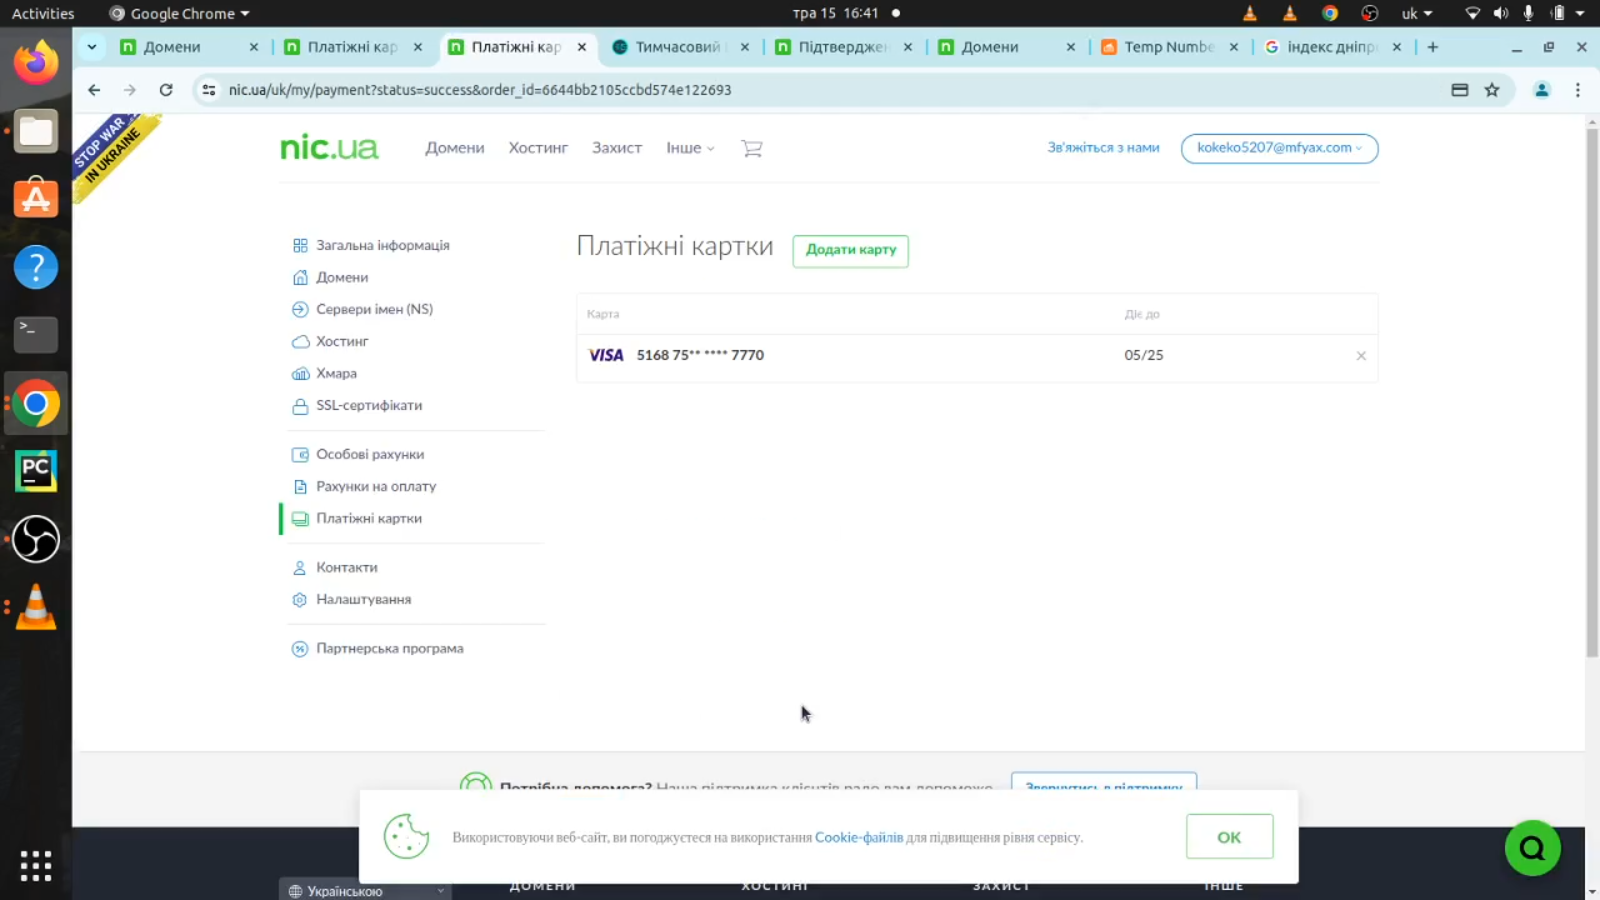 Activities
Google Chrome
тра 15 16:41
uk
Домени
Платіжні кар
Платіжні кар
Тимчасовий
Підтверджен
Домени
Temp Numbe
індекс дніпр
nic.ua/uk/my/payment?status=success&order_id=6644bb2105ccbd574e122693
STOP WAR
IN UKRAINE
nic.ua
Домени
Хостинг
Захист
Інше
Зв'яжіться з нами
kokeko5207@mfyax.com
Загальна інформація
Домени
Сервери імен (NS)
Хостинг
Хмара
SSL-сертифікати
Особові рахунки
Рахунки на оплату
Платіжні картки
Контакти
Налаштування
Партнерська програма
Платіжні картки
Додати карту
Карта
Діє до
VISA 5168 75** **** 7770
05/25
Потрібна допомога? Наша підтримка клієнтів радо вам допоможе
Звернутись в підтримку
Використовуючи веб-сайт, ви погоджуєтеся на використання Cookie-файлів для підвищення рівня сервісу.
OK
Українською
ДОМЕНИ
ХОСТИНГ
ЗАХИСТ
ІНШЕ
PC